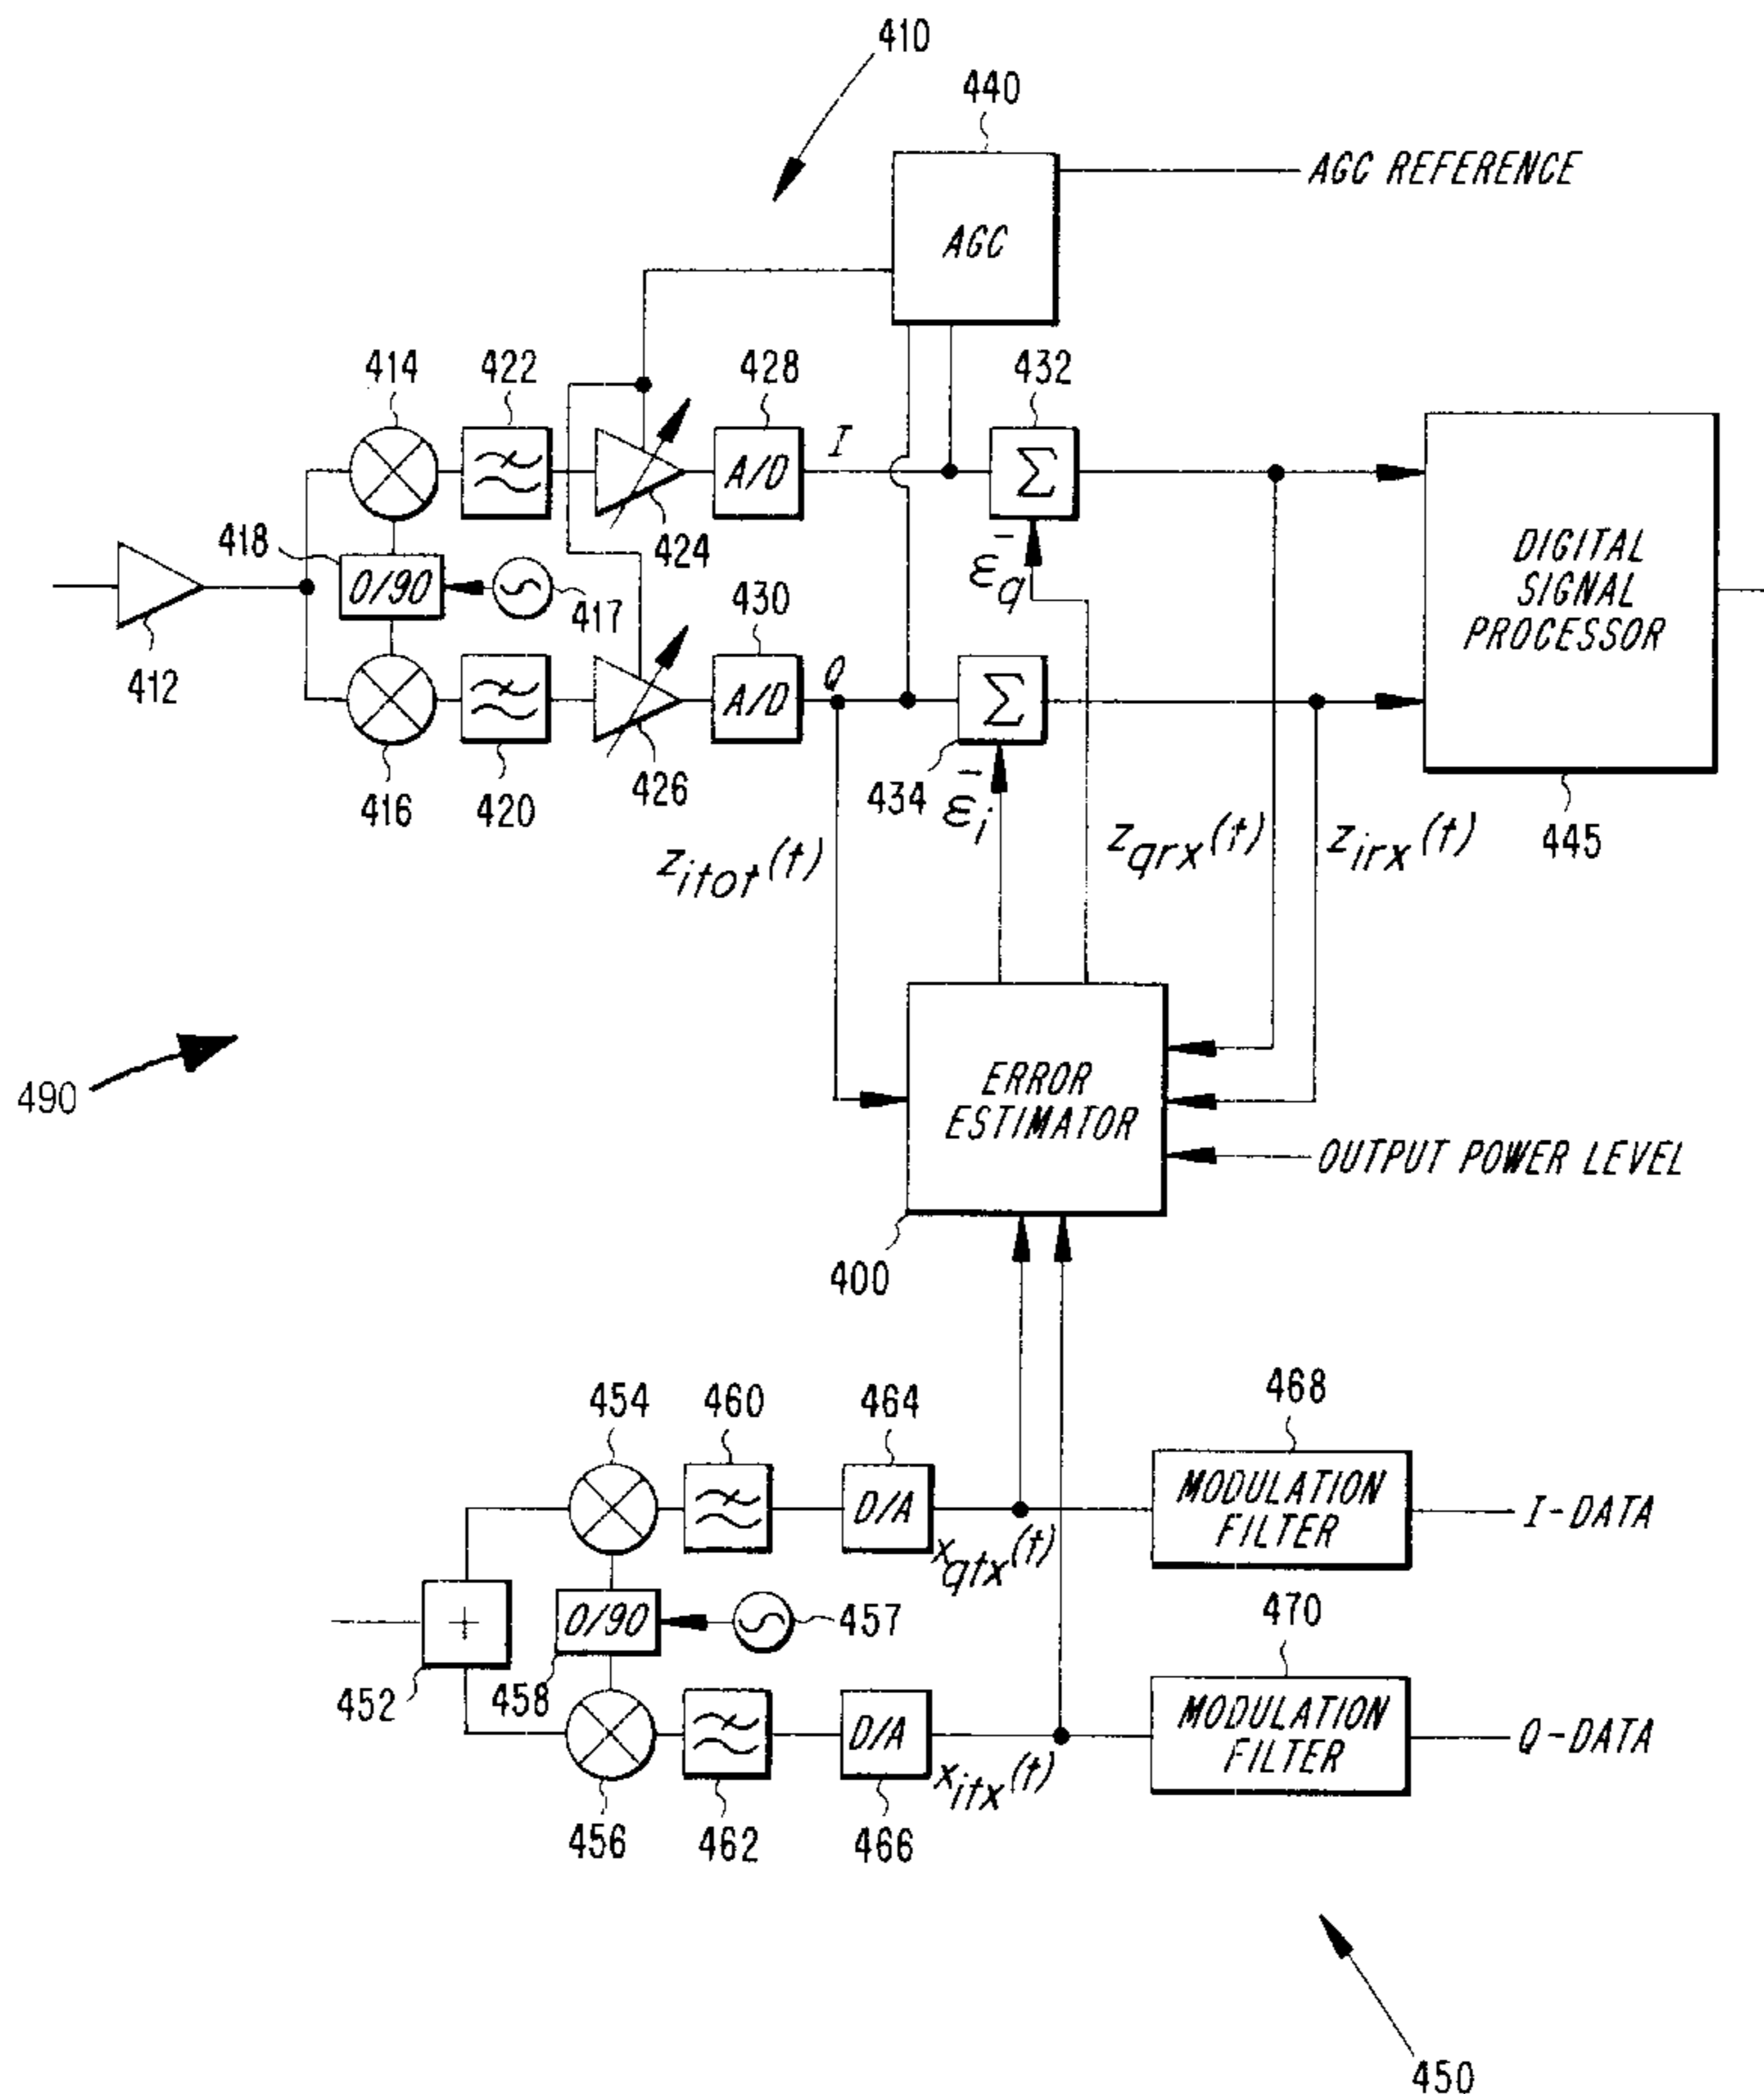 410
440
AGC REFERENCE
AGC
414
422
428
432
I
A/D
Σ
418
424
DIGITAL
SIGNAL
PROCESSOR
0/90
417
430
ε̄q
412
Q
A/D
Σ
416
420
426
434
ε̄i
445
zitot(t)
zqrx(t)
zirx(t)
490
ERROR
ESTIMATOR
OUTPUT POWER LEVEL
400
454
460
464
468
D/A
MODULATION
FILTER
I-DATA
xqtx(t)
470
+
0/90
457
452
458
D/A
MODULATION
FILTER
Q-DATA
xitx(t)
456
462
466
450